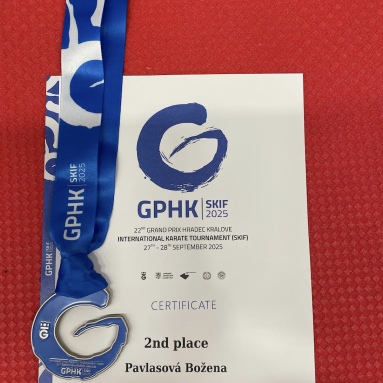 GPHK SKIF 2025
GPHK SKIF
2025
22nd GRAND PRIX HRADEC KRALOVE
INTERNATIONAL KARATE TOURNAMENT (SKIF)
27th - 28th SEPTEMBER 2025
CERTIFICATE
2nd place
Pavlasová Božena
GPHK